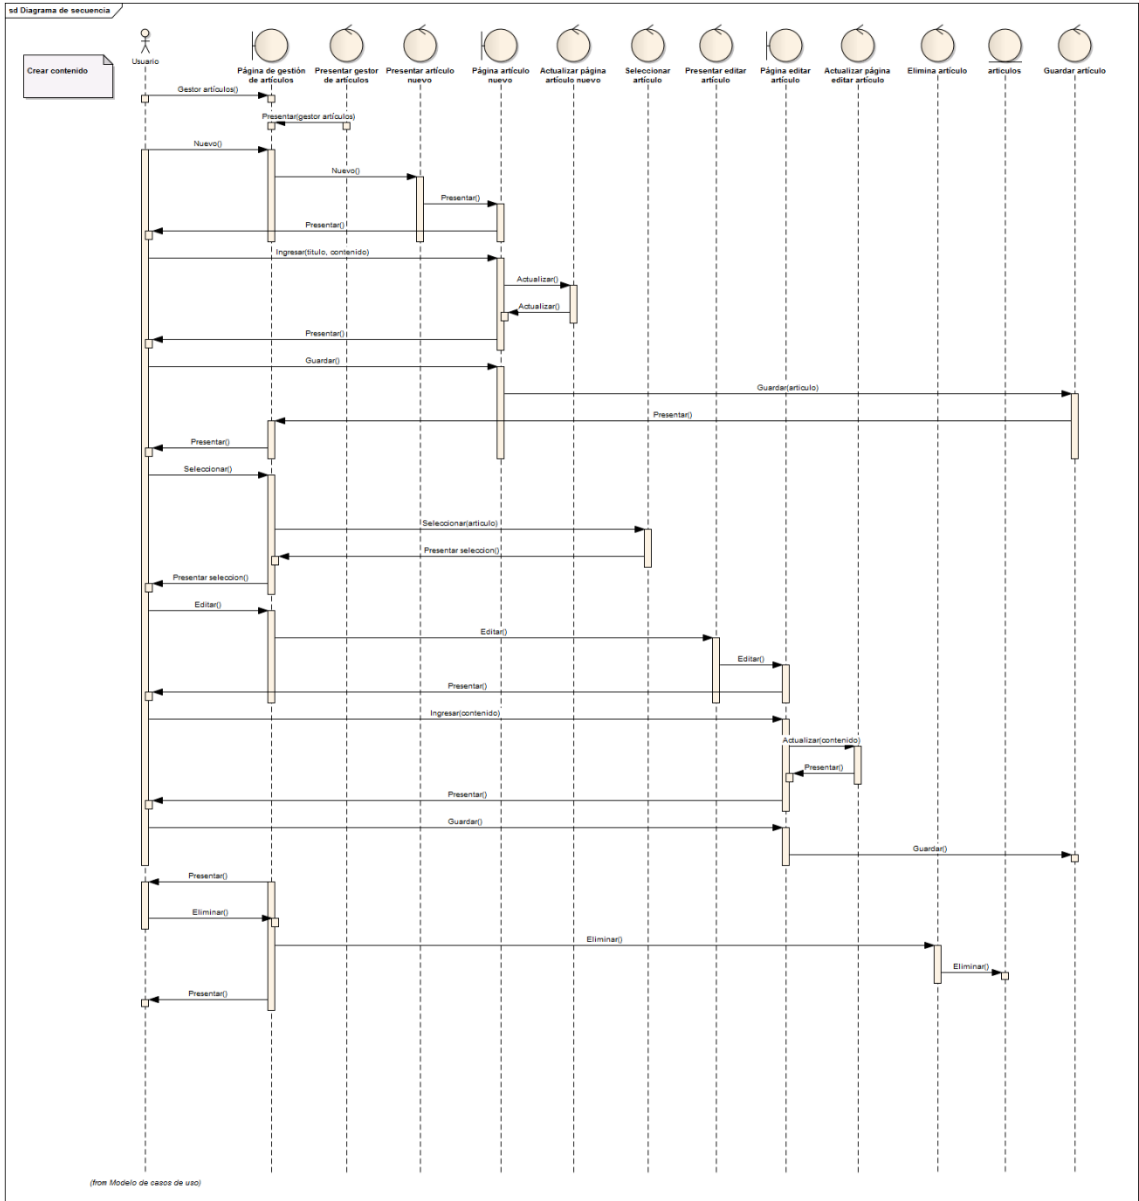 sd Diagrama de secuencia
Crear contenido
Usuario
Página de gestión
de artículos
Presentar gestor
de artículos
Presentar artículo
nuevo
Página artículo
nuevo
Actualizar página
artículo nuevo
Seleccionar
artículo
Presentar editar
artículo
Página editar
artículo
Actualizar página
editar artículo
Elimina artículo
articulos
Guardar artículo
Gestor artículos()
Presentar(gestor artículos)
Nuevo()
Nuevo()
Presentar()
Presentar()
Ingresar(titulo, contenido)
Actualizar()
Actualizar()
Presentar()
Guardar()
Guardar(articulo)
Presentar()
Presentar()
Seleccionar()
Seleccionar(articulo)
Presentar seleccion()
Presentar seleccion()
Editar()
Editar()
Editar()
Presentar()
Ingresar(contenido)
Actualizar(contenido)
Presentar()
Presentar()
Guardar()
Guardar()
Presentar()
Eliminar()
Eliminar()
Eliminar()
Presentar()
(from Modelo de casos de uso)